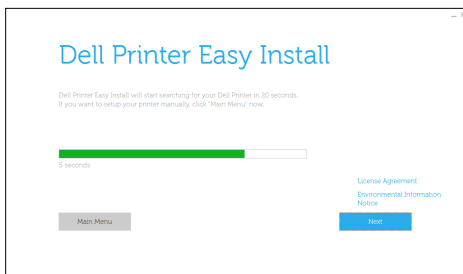 Dell Printer Easy Install
Dell Printer Easy Install will start searching for your Dell Printer in 20 seconds.
If you want to setup your printer manually, click "Main Menu" now.
5 seconds
License Agreement
Environmental Information
Notice
Main Menu
Next